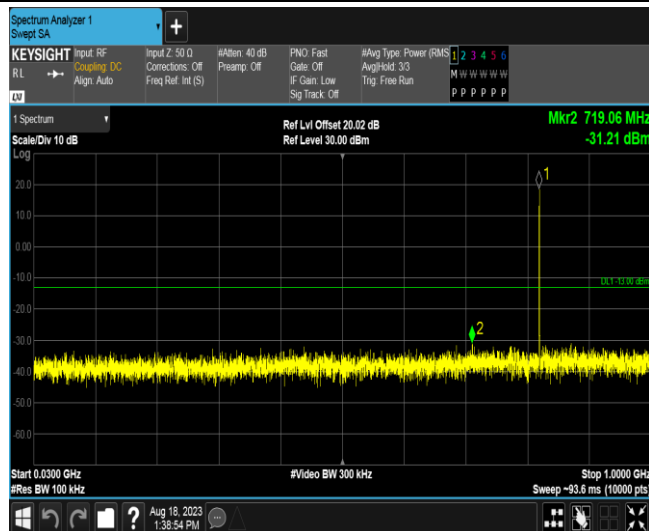 Spectrum Analyzer 1
Swept SA
+
KEYSIGHT
RL
Input: RF
Coupling: DC
Align: Auto
Input Z: 50 Ω
Corrections: Off
Freq Ref: Int (S)
#Atten: 40 dB
Preamp: Off
PNO: Fast
Gate: Off
IF Gain: Low
Sig Track: Off
#Avg Type: Power (RMS
Avg|Hold: 3/3
Trig: Free Run
1 2 3 4 5 6
M W W W W W
P P P P P P
1 Spectrum
Scale/Div 10 dB
Ref Lvl Offset 20.02 dB
Ref Level 30.00 dBm
Mkr2 719.06 MHz
-31.21 dBm
Log
1
20.0
10.0
0.00
-10.0
DL1 -13.00 dBm
-20.0
2
-30.0
-40.0
-50.0
-60.0
Start 0.0300 GHz
#Video BW 300 kHz
Stop 1.0000 GHz
#Res BW 100 kHz
Sweep ~93.6 ms (10000 pts)
?
Aug 18, 2023
1:38:54 PM